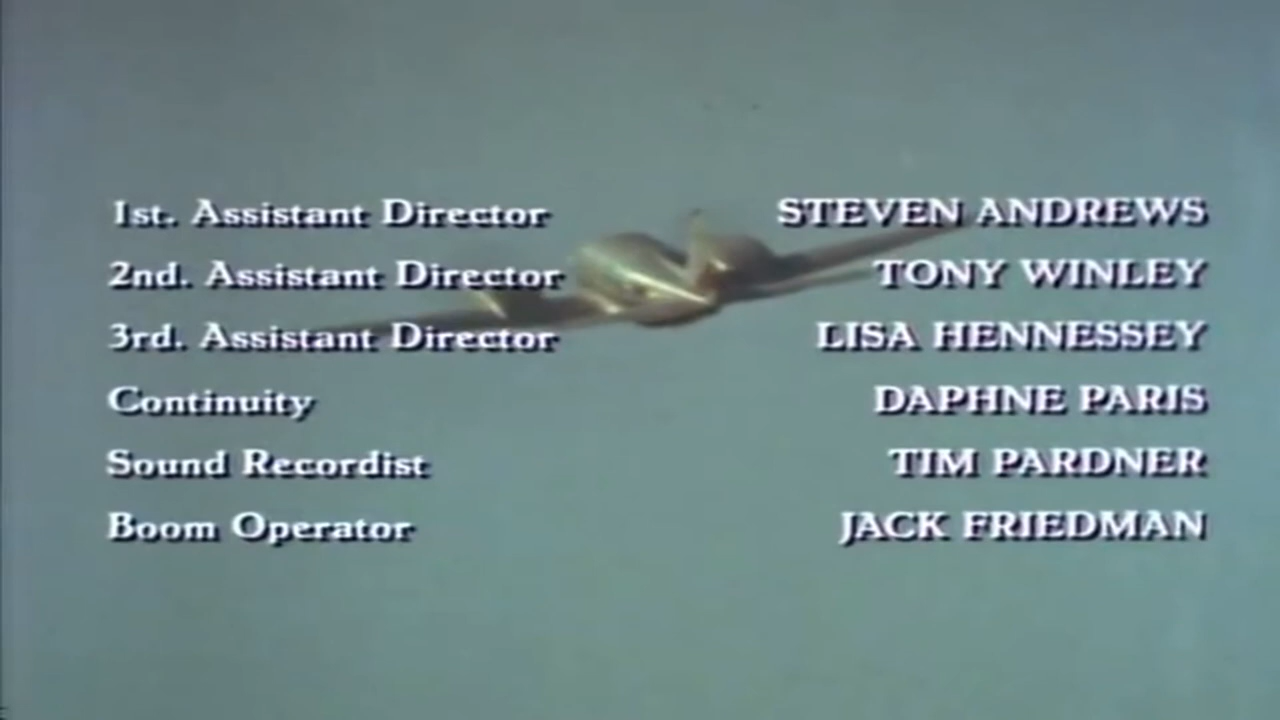 1st. Assistant Director STEVEN ANDREWS
2nd. Assistant Director TONY WINLEY
3rd. Assistant Director LISA HENNESSEY
Continuity DAPHNE PARIS
Sound Recordist TIM PARDNER
Boom Operator JACK FRIEDMAN